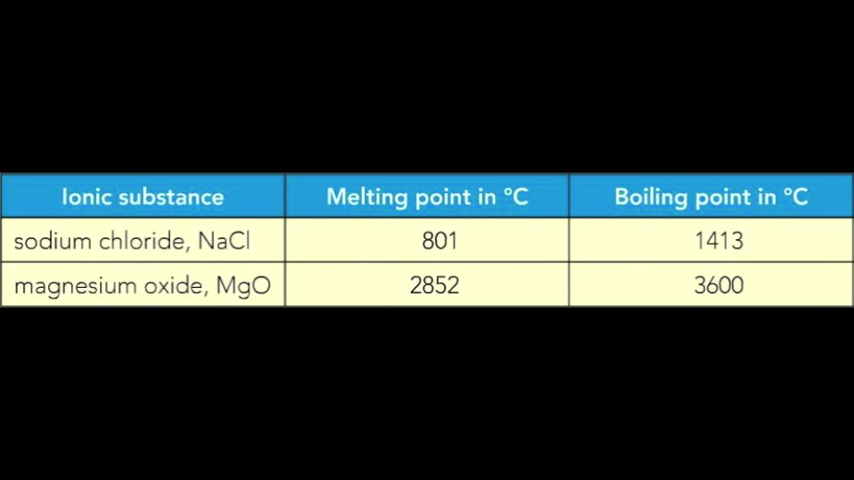 Ionic substance Melting point in °C Boiling point in °C
sodium chloride, NaCl 801 1413
magnesium oxide, MgO 2852 3600